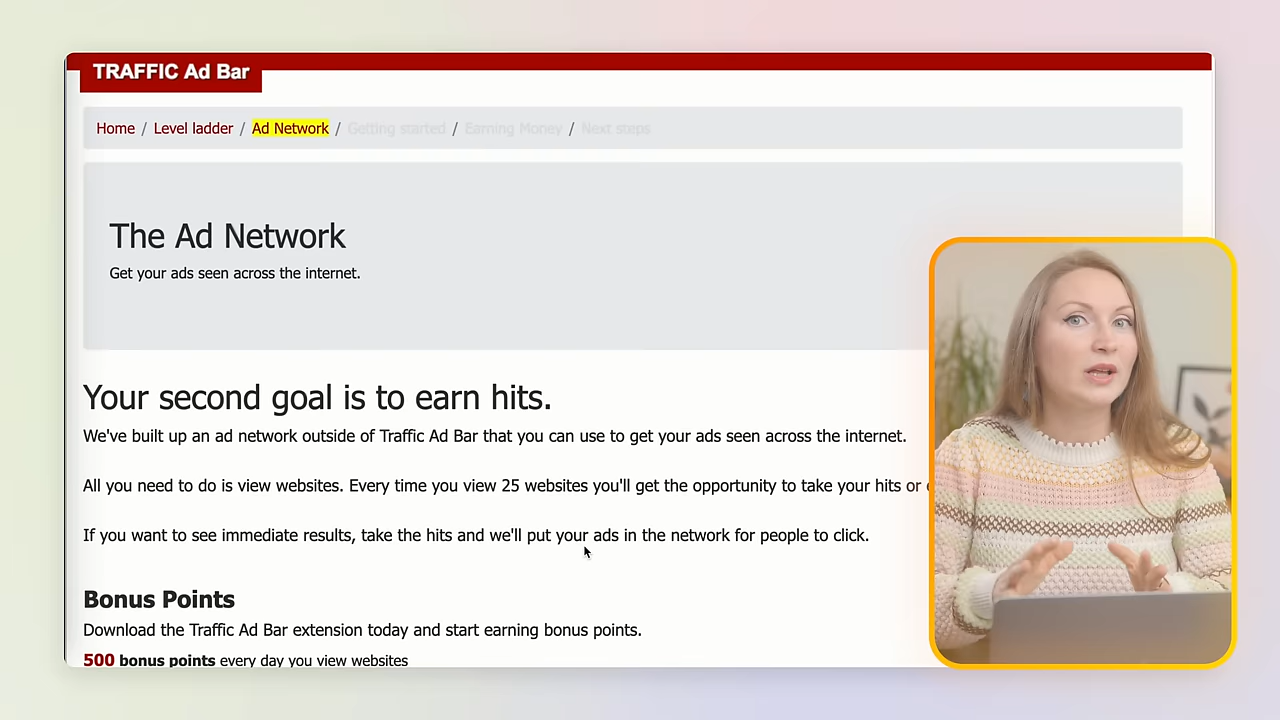 TRAFFIC Ad Bar
Home / Level ladder / Ad Network / Getting started / Earning Money / Next steps
The Ad Network
Get your ads seen across the internet.
Your second goal is to earn hits.
We've built up an ad network outside of Traffic Ad Bar that you can use to get your ads seen across the internet.
All you need to do is view websites. Every time you view 25 websites you'll get the opportunity to take your hits or
If you want to see immediate results, take the hits and we'll put your ads in the network for people to click.
Bonus Points
Download the Traffic Ad Bar extension today and start earning bonus points.
500 bonus points every day you view websites